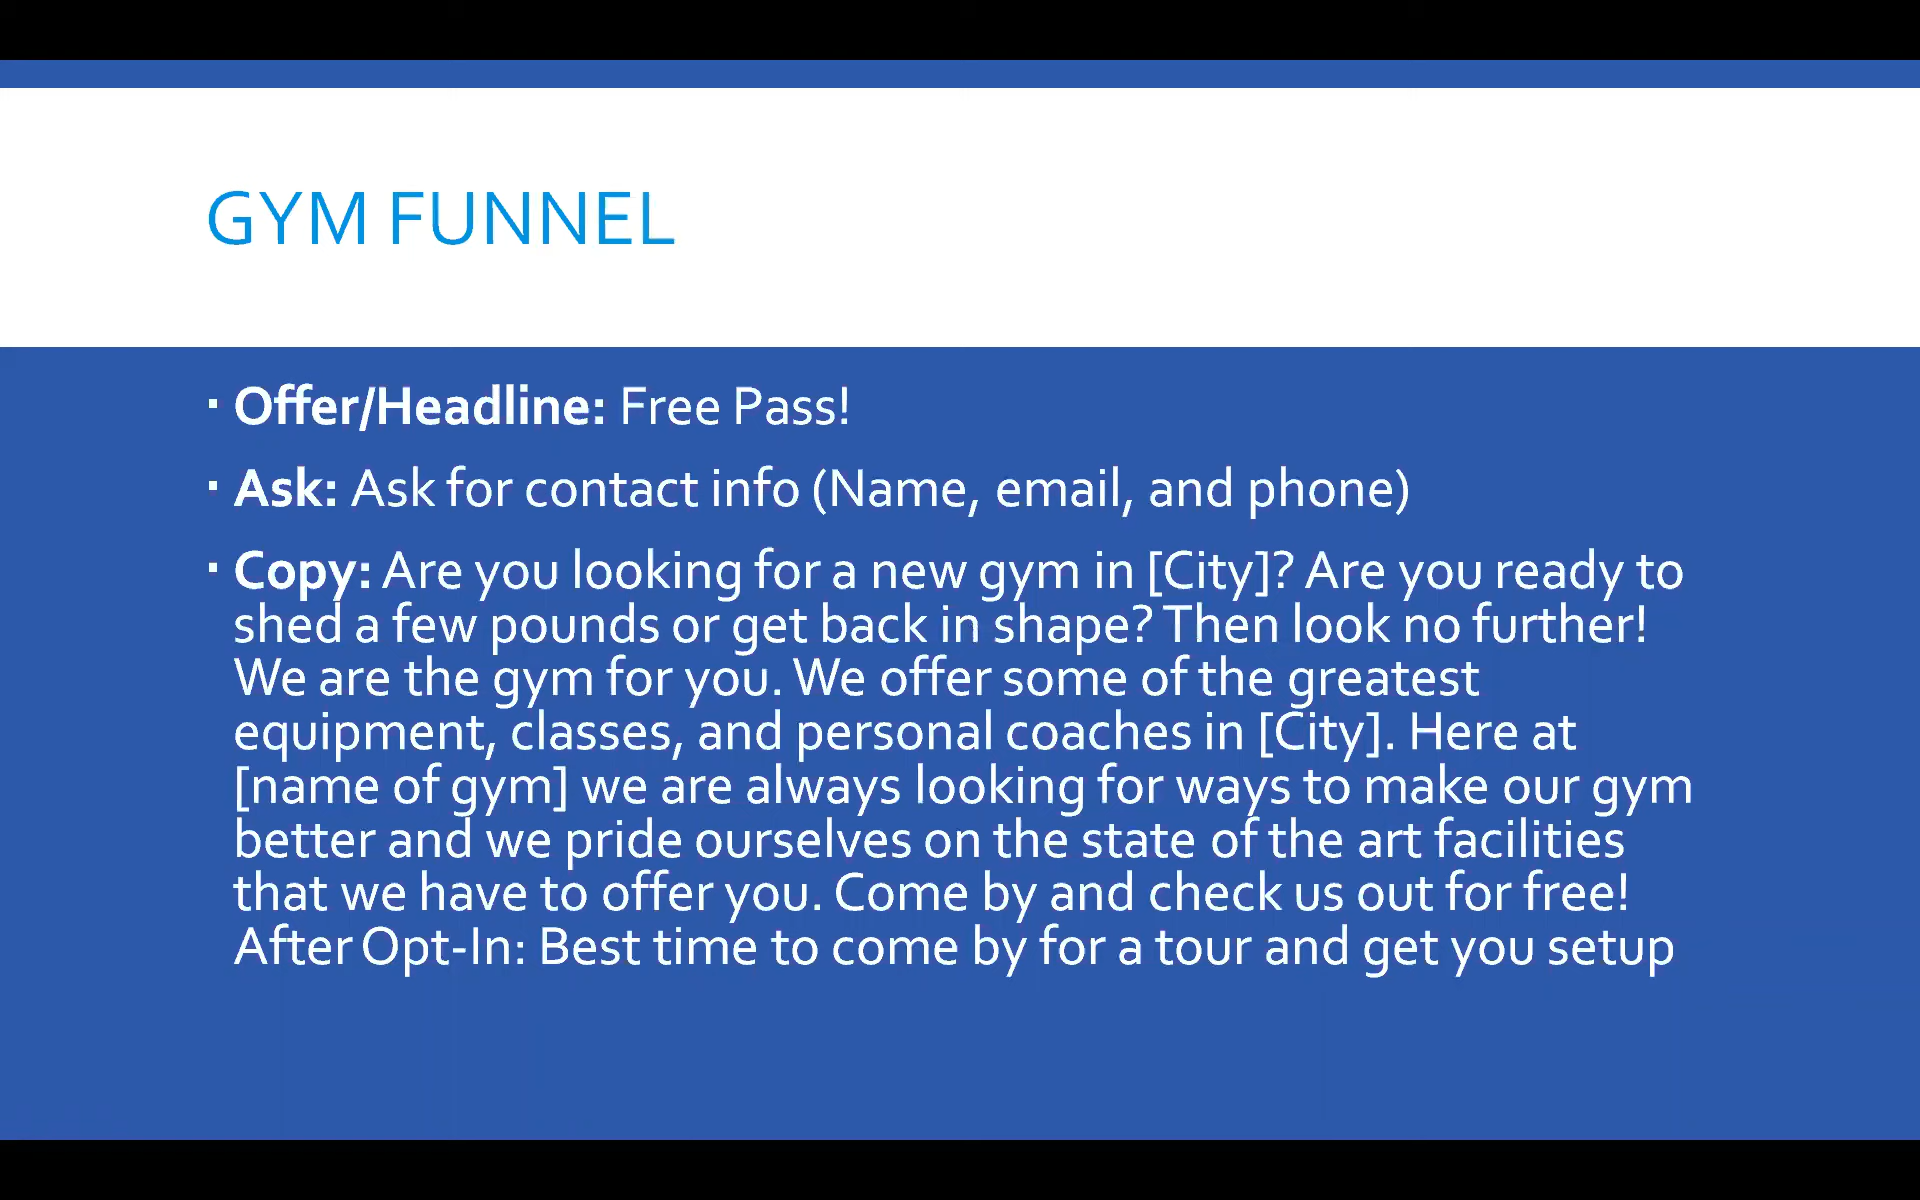 GYM FUNNEL
▪ Offer/Headline: Free Pass!
▪ Ask: Ask for contact info (Name, email, and phone)
▪ Copy: Are you looking for a new gym in [City]? Are you ready to
shed a few pounds or get back in shape? Then look no further!
We are the gym for you. We offer some of the greatest
equipment, classes, and personal coaches in [City]. Here at
[name of gym] we are always looking for ways to make our gym
better and we pride ourselves on the state of the art facilities
that we have to offer you. Come by and check us out for free!
After Opt-In: Best time to come by for a tour and get you setup